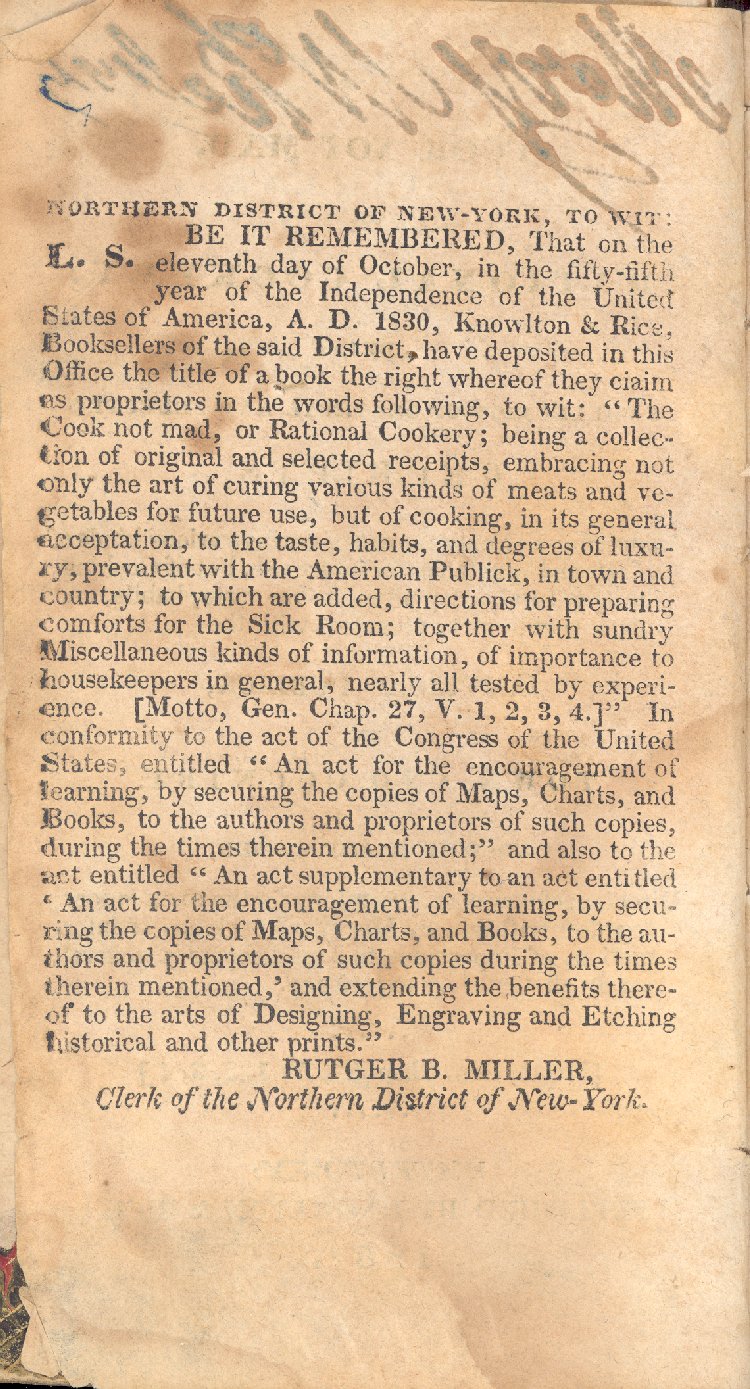 NORTHERN DISTRICT OF NEW-YORK, TO WIT:
BE IT REMEMBERED, That on the
L. S. eleventh day of October, in the fifty-fifth
year of the Independence of the United
States of America, A. D. 1830, Knowlton & Rice,
Booksellers of the said District, have deposited in this
Office the title of a book the right whereof they claim
as proprietors in the words following, to wit: “The
Cook not mad, or Rational Cookery; being a collec-
tion of original and selected receipts, embracing not
only the art of curing various kinds of meats and ve-
getables for future use, but of cooking, in its general
acceptation, to the taste, habits, and degrees of luxu-
ry, prevalent with the American Publick, in town and
country; to which are added, directions for preparing
comforts for the Sick Room; together with sundry
Miscellaneous kinds of information, of importance to
housekeepers in general, nearly all tested by experi-
ence. [Motto, Gen. Chap. 27, V. 1, 2, 3, 4.]” In
conformity to the act of the Congress of the United
States, entitled “An act for the encouragement of
learning, by securing the copies of Maps, Charts, and
Books, to the authors and proprietors of such copies,
during the times therein mentioned;” and also to the
act entitled “An act supplementary to an act entitled
‘An act for the encouragement of learning, by secu-
ring the copies of Maps, Charts, and Books, to the au-
thors and proprietors of such copies during the times
therein mentioned,’ and extending the benefits there-
of to the arts of Designing, Engraving and Etching
historical and other prints.”
RUTGER B. MILLER,
Clerk of the Northern District of New-York.